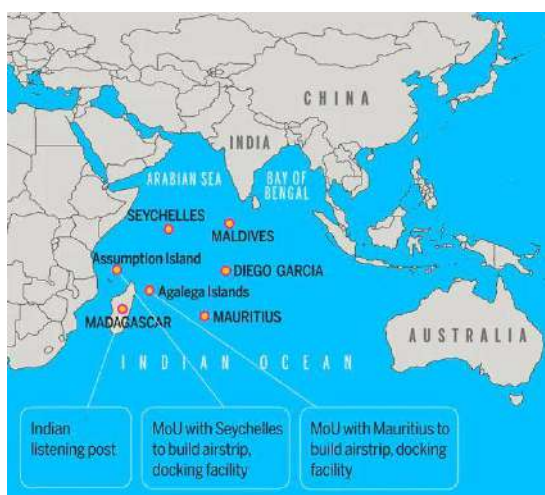 CHINA
INDIA
ARABIAN SEA
BAY OF
BENGAL
SEYCHELLES
MALDIVES
Assumption Island
DIEGO GARCIA
Agalega Islands
MADAGASCAR
MAURITIUS
AUSTRALIA
INDIAN OCEAN
Indian
listening post
MoU with Seychelles
to build airstrip,
docking facility
MoU with Mauritius to
build airstrip, docking
facility